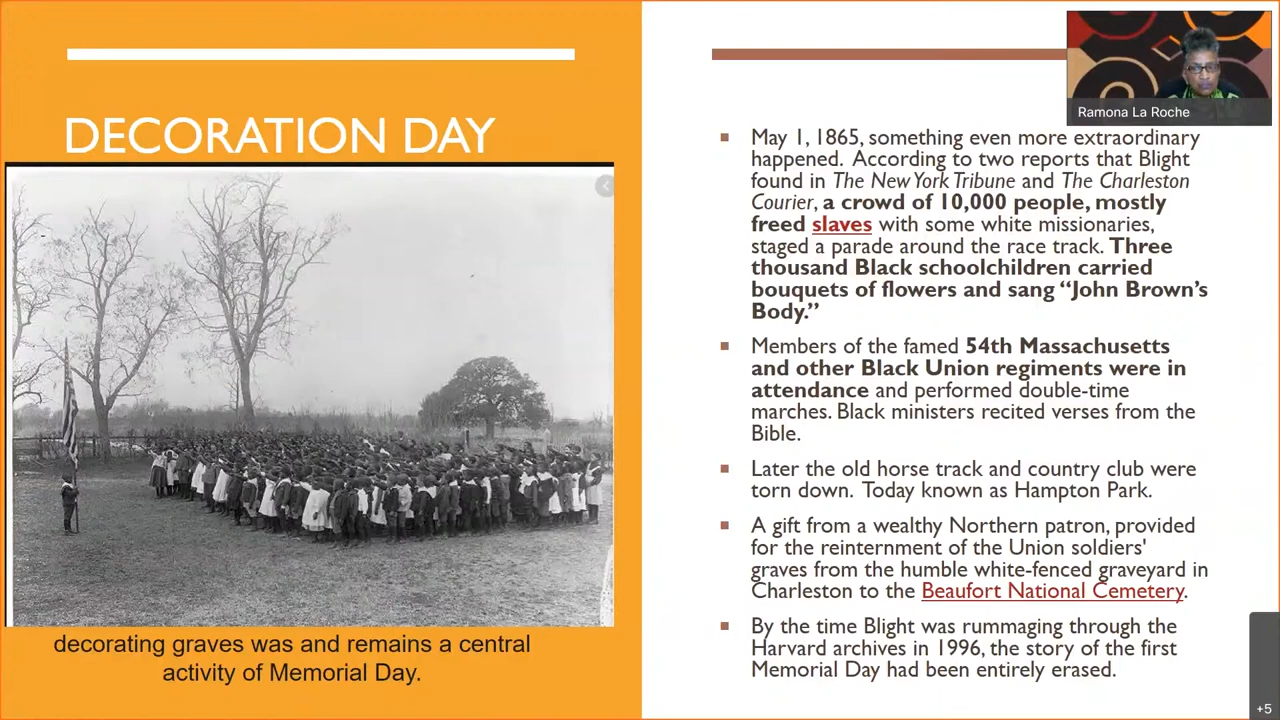 DECORATION DAY
decorating graves was and remains a central
activity of Memorial Day.
Ramona La Roche
May 1, 1865, something even more extraordinary
happened. According to two reports that Blight
found in The New York Tribune and The Charleston
Courier, a crowd of 10,000 people, mostly
freed slaves with some white missionaries,
staged a parade around the race track. Three
thousand Black schoolchildren carried
bouquets of flowers and sang “John Brown’s
Body.”
Members of the famed 54th Massachusetts
and other Black Union regiments were in
attendance and performed double-time
marches. Black ministers recited verses from the
Bible.
Later the old horse track and country club were
torn down. Today known as Hampton Park.
A gift from a wealthy Northern patron, provided
for the reinternment of the Union soldiers'
graves from the humble white-fenced graveyard in
Charleston to the Beaufort National Cemetery.
By the time Blight was rummaging through the
Harvard archives in 1996, the story of the first
Memorial Day had been entirely erased.
+5